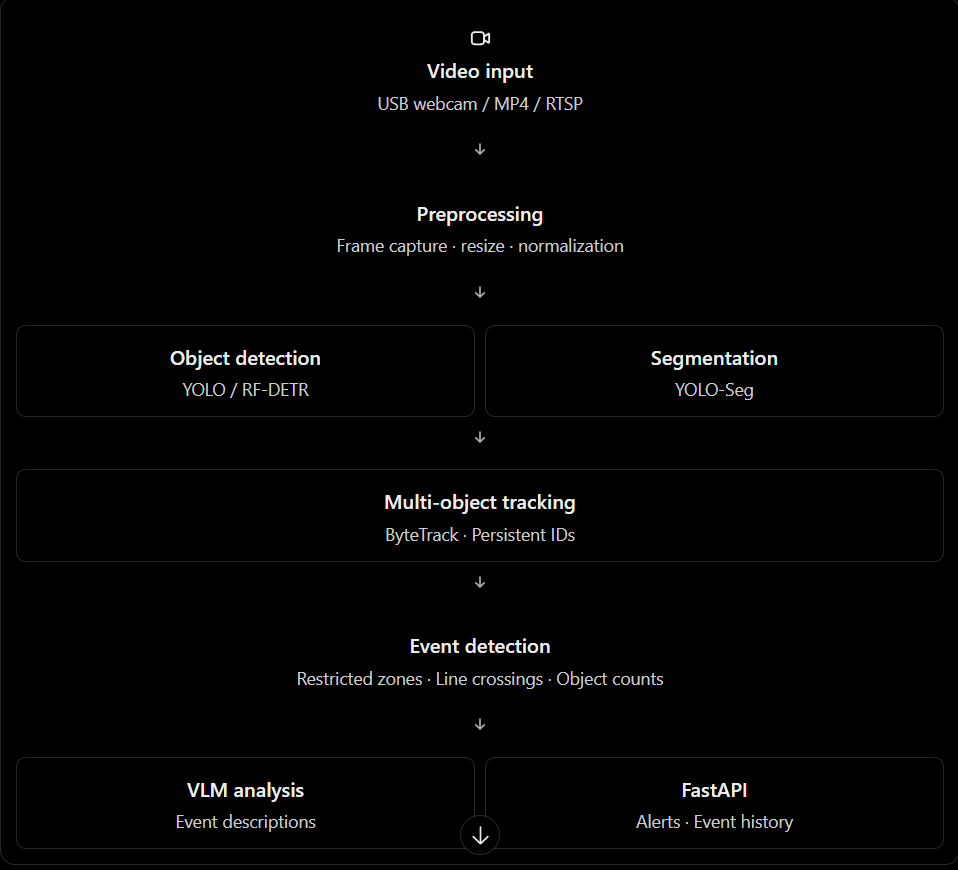 Video input
USB webcam / MP4 / RTSP
Preprocessing
Frame capture · resize · normalization
Object detection
YOLO / RF-DETR
Segmentation
YOLO-Seg
Multi-object tracking
ByteTrack · Persistent IDs
Event detection
Restricted zones · Line crossings · Object counts
VLM analysis
Event descriptions
FastAPI
Alerts · Event history